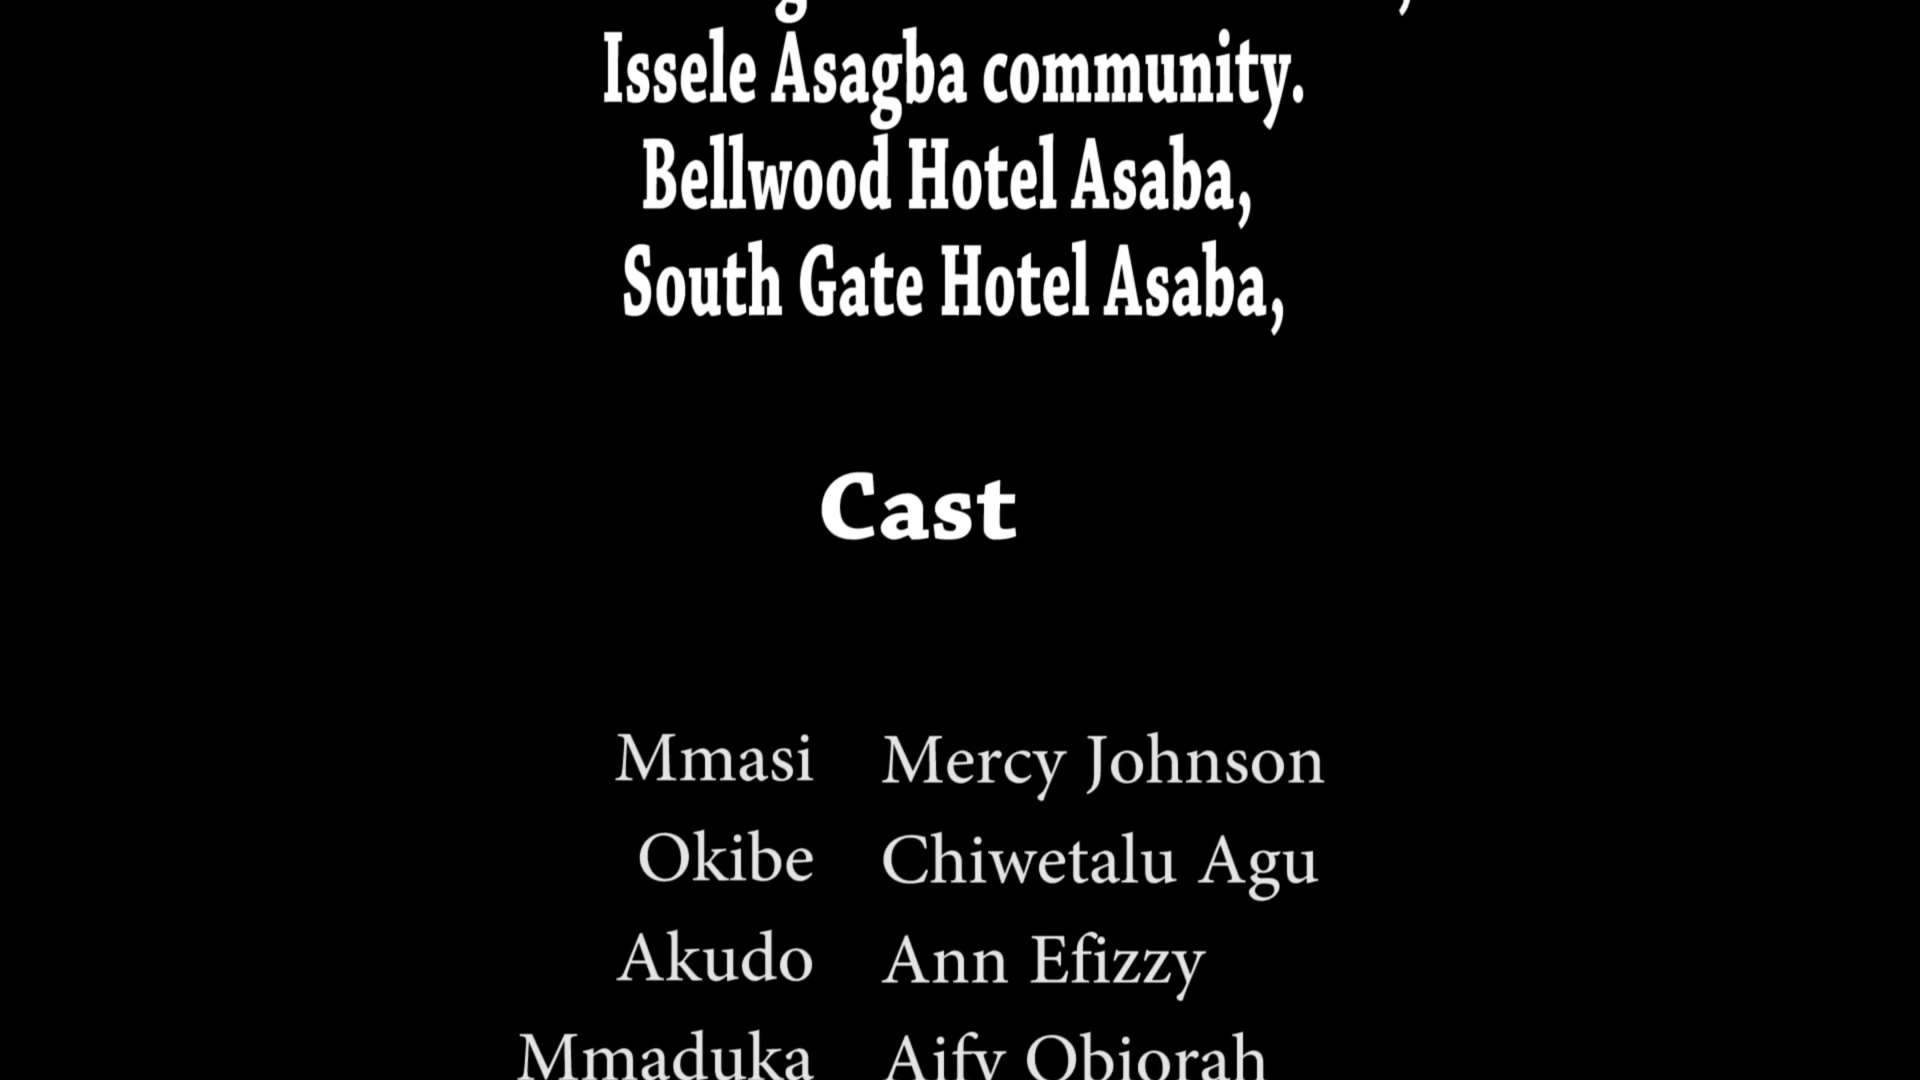 Issele Asagba community.
Bellwood Hotel Asaba,
South Gate Hotel Asaba,
Cast
Mmasi Mercy Johnson
Okibe Chiwetalu Agu
Akudo Ann Efizzy
Mmaduka Aify Obiorah